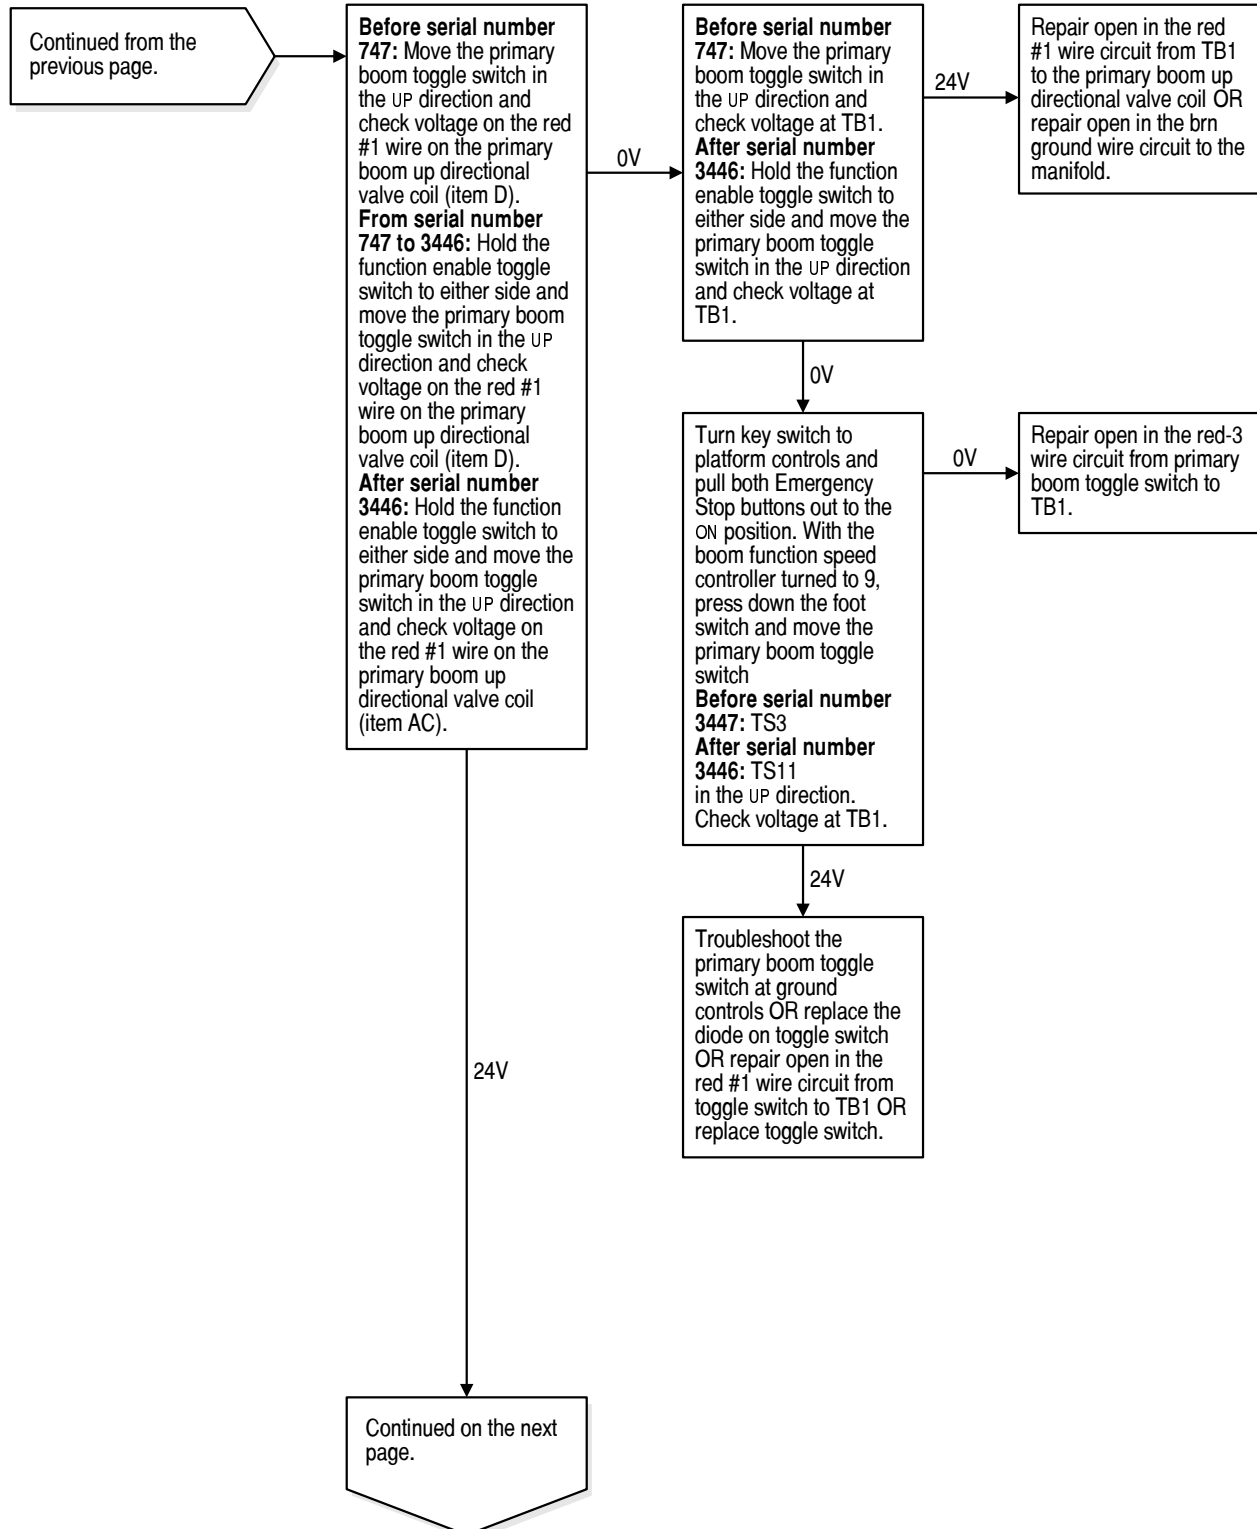 Continued from the
previous page.
Before serial number
747: Move the primary
boom toggle switch in
the UP direction and
check voltage on the red
#1 wire on the primary
boom up directional
valve coil (item D).
From serial number
747 to 3446: Hold the
function enable toggle
switch to either side and
move the primary boom
toggle switch in the UP
direction and check
voltage on the red #1
wire on the primary
boom up directional
valve coil (item D).
After serial number
3446: Hold the function
enable toggle switch to
either side and move the
primary boom toggle
switch in the UP direction
and check voltage on
the red #1 wire on the
primary boom up
directional valve coil
(item AC).
0V
Before serial number
747: Move the primary
boom toggle switch in
the UP direction and
check voltage at TB1.
After serial number
3446: Hold the function
enable toggle switch to
either side and move the
primary boom toggle
switch in the UP direction
and check voltage at
TB1.
24V
Repair open in the red
#1 wire circuit from TB1
to the primary boom up
directional valve coil OR
repair open in the brn
ground wire circuit to the
manifold.
0V
Turn key switch to
platform controls and
pull both Emergency
Stop buttons out to the
ON position. With the
boom function speed
controller turned to 9,
press down the foot
switch and move the
primary boom toggle
switch
Before serial number
3447: TS3
After serial number
3446: TS11
in the UP direction.
Check voltage at TB1.
0V
Repair open in the red-3
wire circuit from primary
boom toggle switch to
TB1.
24V
Troubleshoot the
primary boom toggle
switch at ground
controls OR replace the
diode on toggle switch
OR repair open in the
red #1 wire circuit from
toggle switch to TB1 OR
replace toggle switch.
24V
Continued on the next
page.